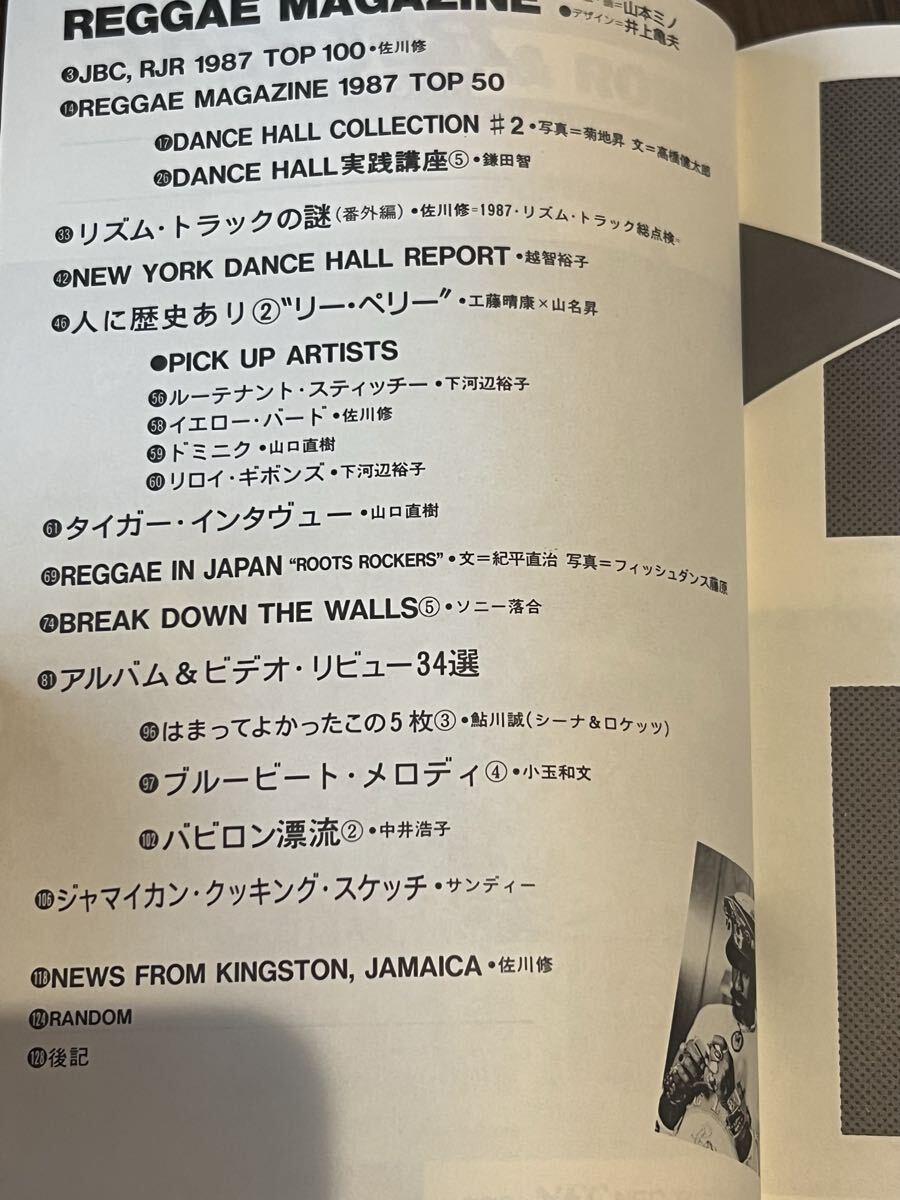 REGGAE MAGAZINE
山本ミノ
●デザイン=井上亀夫
❸JBC, RJR 1987 TOP 100•佐川修
⓮REGGAE MAGAZINE 1987 TOP 50
⓱DANCE HALL COLLECTION ♯2•写真=菊地昇 文=高橋健太郎
㉖DANCE HALL実践講座⑤•鎌田智
㉝リズム・トラックの謎(番外編)•佐川修=1987・リズム・トラック総点検=
㊷NEW YORK DANCE HALL REPORT•越智裕子
㊻人に歴史あり②"リー・ペリー"•工藤晴康×山名昇
●PICK UP ARTISTS
56ルーテナント・スティッチー•下河辺裕子
58イエロー・バード•佐川修
59ドミニク•山口直樹
60リロイ・ギボンズ•下河辺裕子
61タイガー・インタヴュー•山口直樹
69REGGAE IN JAPAN "ROOTS ROCKERS"•文=紀平直治 写真=フィッシュダンス藤原
74BREAK DOWN THE WALLS⑤•ソニー落合
81アルバム&ビデオ・リビュー34選
96はまってよかったこの5枚③•鮎川誠(シーナ&ロケッツ)
97ブルービート・メロディ④•小玉和文
102バビロン漂流②•中井浩子
106ジャマイカン・クッキング・スケッチ•サンディー
118NEWS FROM KINGSTON, JAMAICA•佐川修
124RANDOM
128後記